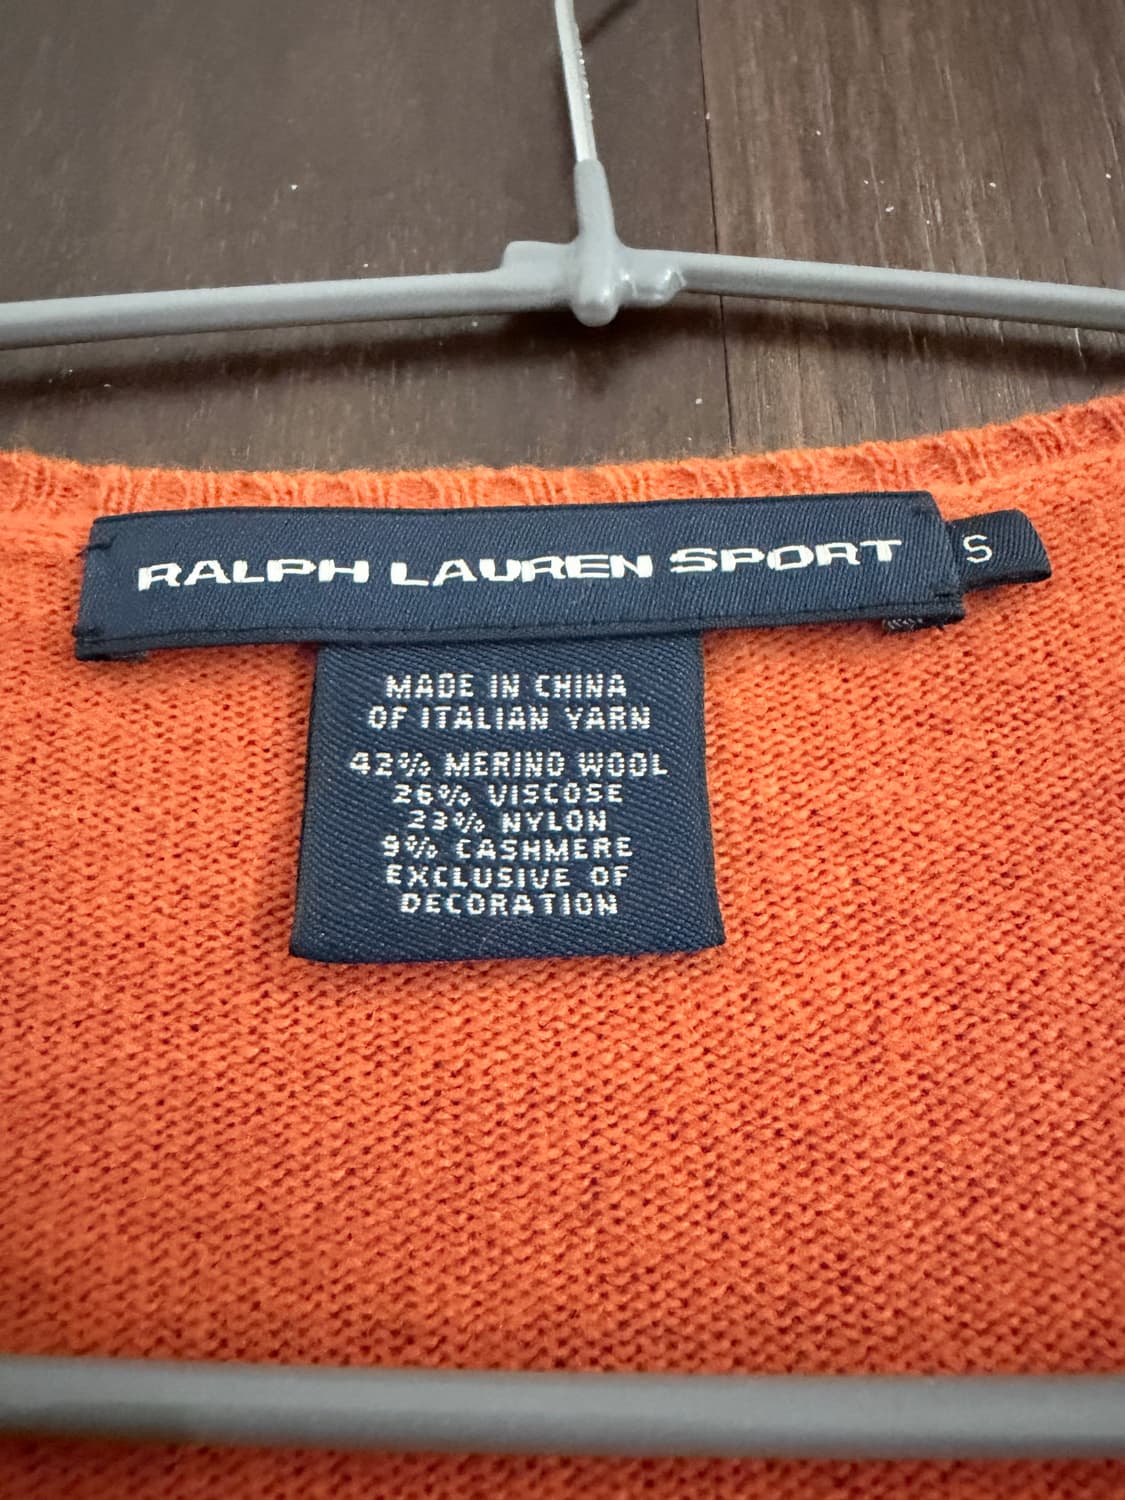 RALPH LAUREN SPORT
S
MADE IN CHINA
OF ITALIAN YARN
42% MERINO WOOL
26% VISCOSE
23% NYLON
9% CASHMERE
EXCLUSIVE OF
DECORATION